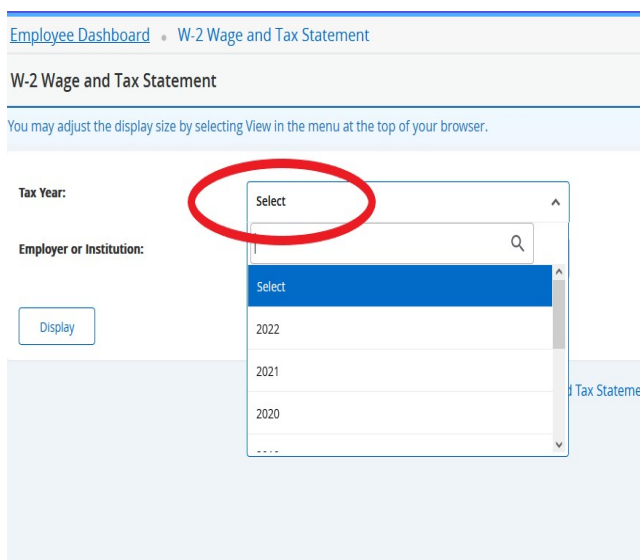 Employee Dashboard • W-2 Wage and Tax Statement
W-2 Wage and Tax Statement
You may adjust the display size by selecting View in the menu at the top of your browser.
Tax Year:
Select
Employer or Institution:
Select
Display
2022
2021
Tax Stateme
2020